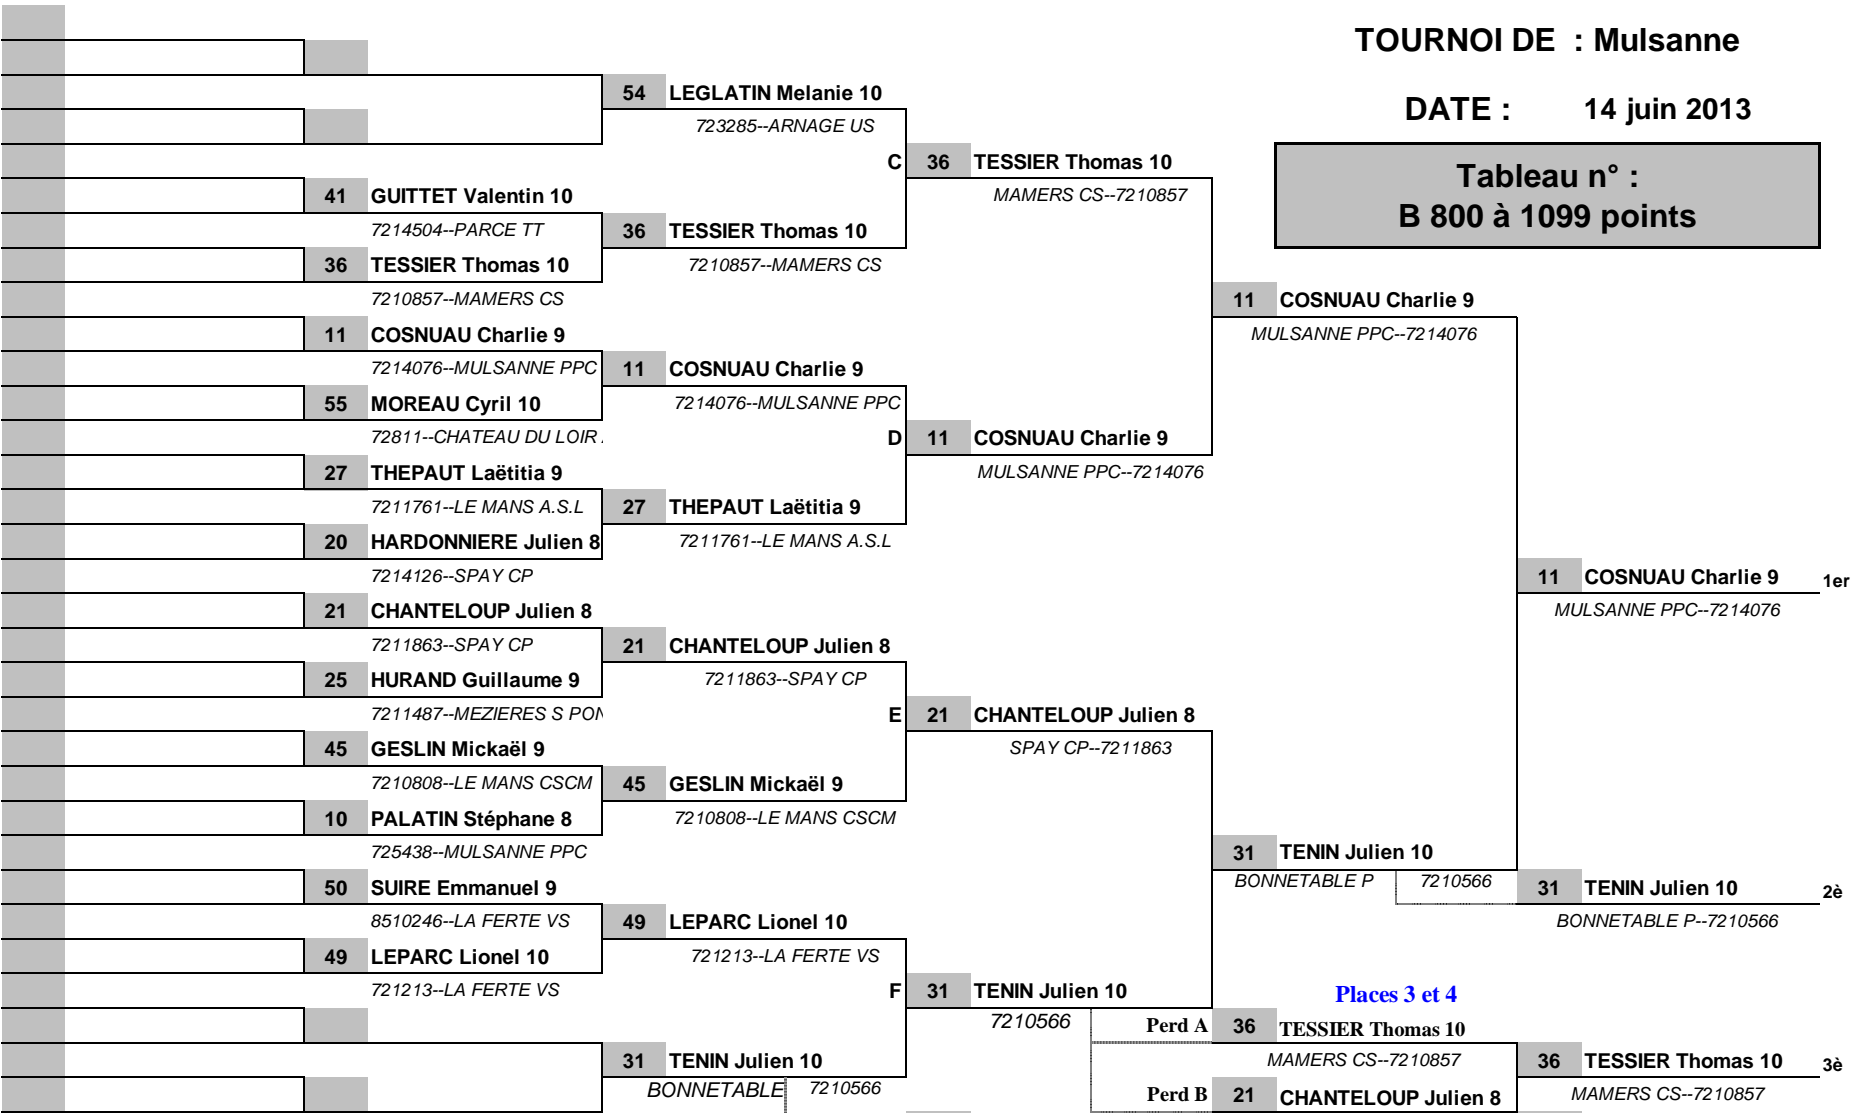 TOURNOI DE : Mulsanne
DATE : 14 juin 2013
Tableau n° :
B 800 à 1099 points
41 GUITTET Valentin 10
7214504--PARCE TT
36 TESSIER Thomas 10
7210857--MAMERS CS
11 COSNUAU Charlie 9
7214076--MULSANNE PPC
55 MOREAU Cyril 10
72811--CHATEAU DU LOIR
27 THEPAUT Laëtitia 9
7211761--LE MANS A.S.L
20 HARDONNIERE Julien 8
7214126--SPAY CP
21 CHANTELOUP Julien 8
7211863--SPAY CP
25 HURAND Guillaume 9
7211487--MEZIERES S PON
45 GESLIN Mickaël 9
7210808--LE MANS CSCM
10 PALATIN Stéphane 8
725438--MULSANNE PPC
50 SUIRE Emmanuel 9
8510246--LA FERTE VS
49 LEPARC Lionel 10
721213--LA FERTE VS
54 LEGLATIN Melanie 10
723285--ARNAGE US
36 TESSIER Thomas 10
7210857--MAMERS CS
11 COSNUAU Charlie 9
7214076--MULSANNE PPC
27 THEPAUT Laëtitia 9
7211761--LE MANS A.S.L
21 CHANTELOUP Julien 8
7211863--SPAY CP
45 GESLIN Mickaël 9
7210808--LE MANS CSCM
49 LEPARC Lionel 10
721213--LA FERTE VS
31 TENIN Julien 10
BONNETABLE 7210566
C 36 TESSIER Thomas 10
MAMERS CS--7210857
D 11 COSNUAU Charlie 9
MULSANNE PPC--7214076
E 21 CHANTELOUP Julien 8
SPAY CP--7211863
F 31 TENIN Julien 10
7210566
11 COSNUAU Charlie 9
MULSANNE PPC--7214076
31 TENIN Julien 10
BONNETABLE P 7210566
11 COSNUAU Charlie 9 1er
MULSANNE PPC--7214076
31 TENIN Julien 10 2è
BONNETABLE P--7210566
Places 3 et 4
Perd A 36 TESSIER Thomas 10
MAMERS CS--7210857
Perd B 21 CHANTELOUP Julien 8
36 TESSIER Thomas 10 3è
MAMERS CS--7210857